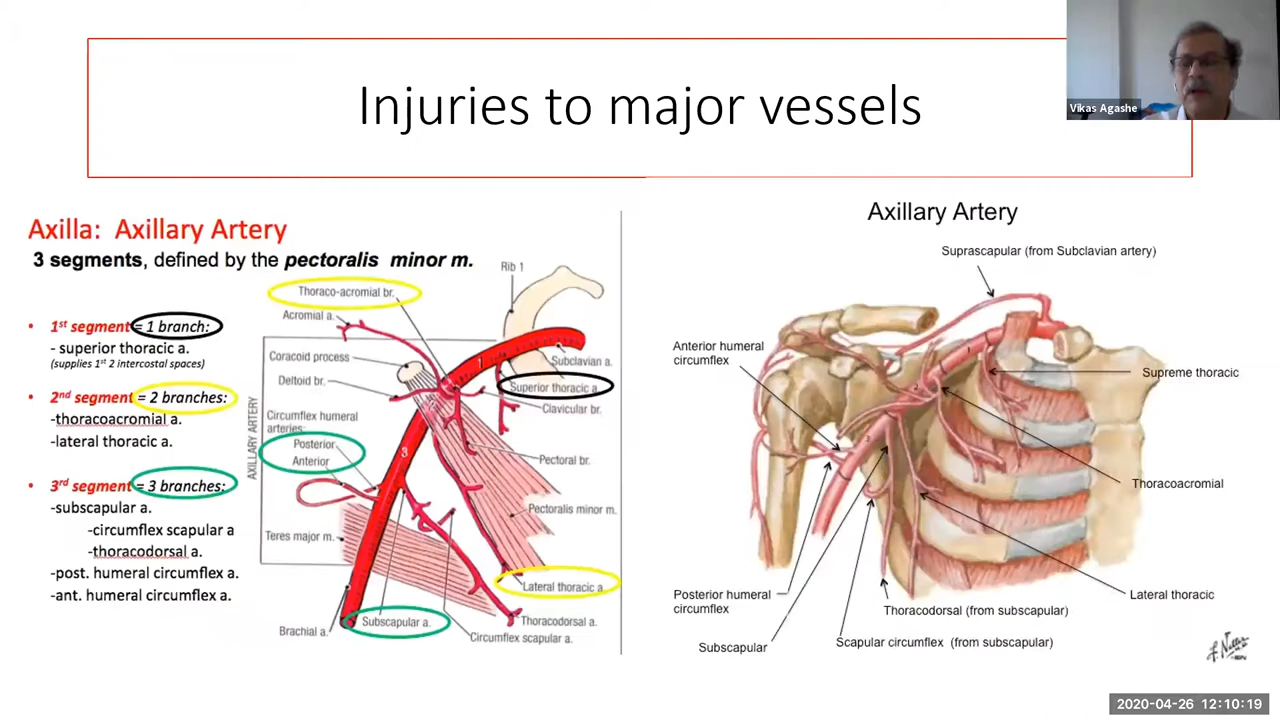 Injuries to major vessels
Vikas Agashe
Axilla: Axillary Artery
3 segments, defined by the pectoralis minor m.
• 1st segment = 1 branch:
- superior thoracic a.
(supplies 1st 2 intercostal spaces)
• 2nd segment = 2 branches:
-thoracoacromial a.
-lateral thoracic a.
• 3rd segment = 3 branches:
-subscapular a.
-circumflex scapular a
-thoracodorsal a.
-post. humeral circumflex a.
-ant. humeral circumflex a.
Rib 1
Thoraco-acromial br.
Acromial a.
Coracoid process
Deltoid br.
Circumflex humeral
arteries:
Posterior
Anterior
AXILLARY ARTERY
Teres major m.
Brachial a.
Subscapular a.
1
2
3
Subclavian a.
Superior thoracic a
Clavicular br.
Pectoral br.
Pectoralis minor m.
Lateral thoracic a
Thoracodorsal a.
Circumflex scapular a.
Axillary Artery
Suprascapular (from Subclavian artery)
Anterior humeral
circumflex
Supreme thoracic
1
2
3
Thoracoacromial
Posterior humeral
circumflex
Lateral thoracic
Thoracodorsal (from subscapular)
Subscapular
Scapular circumflex (from subscapular)
2020-04-26 12:10:19